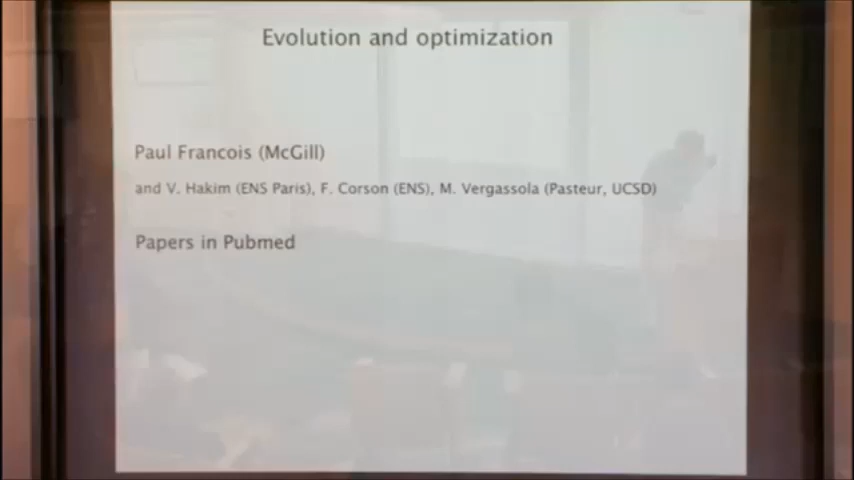 Evolution and optimization
Paul Francois (McGill)
and V. Hakim (ENS Paris), F. Corson (ENS), M. Vergassola (Pasteur, UCSD)
Papers in Pubmed